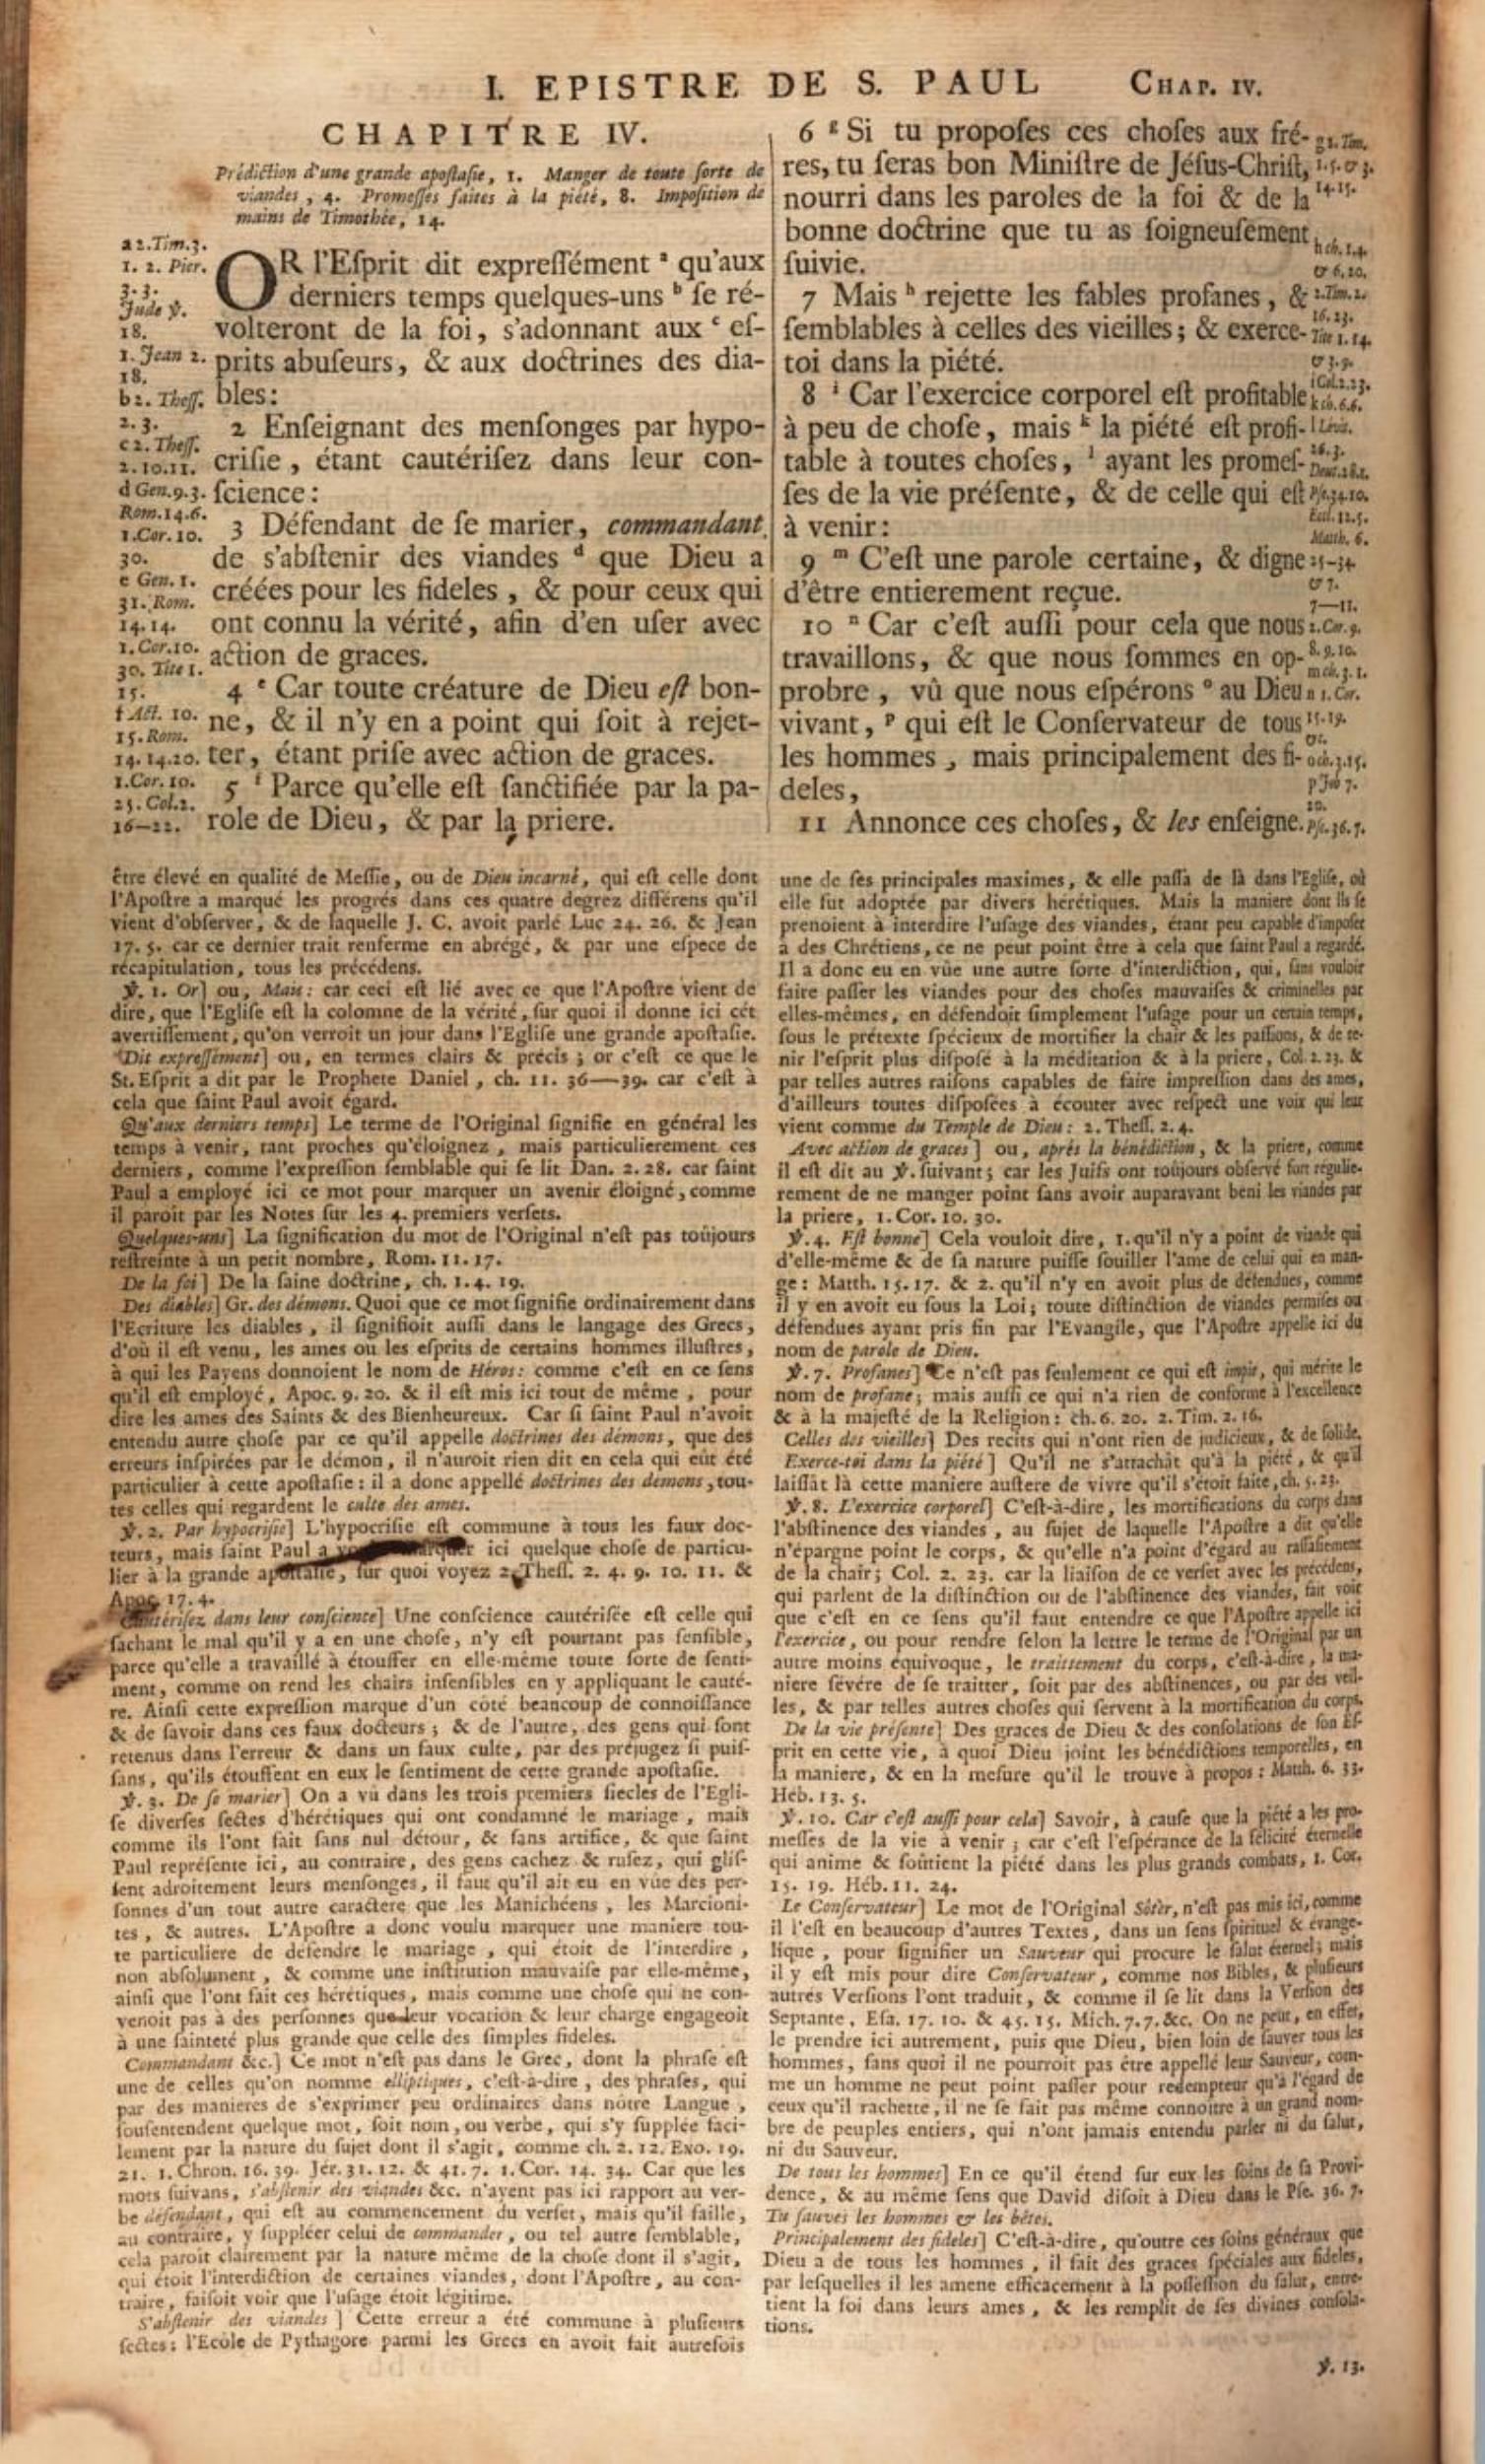 I. EPISTRE DE S. PAUL CHAP. IV.
CHAPITRE IV.
Prédiction d'une grande apostasie, 1. Manger de toute sorte de
viandes, 4. Promesses faites à la piété, 8. Imposition de
mains de Timothée, 14.
a 2.Tim.3.
1. 2. Pier.
3.3.
Jude ℣.
18.
1. Jean 2.
18.
b 2. Thess.
2.3.
c 2. Thess.
2.10.11.
d Gen.9.3.
Rom.14.6.
1.Cor.10.
30.
e Gen. 1.
31. Rom.
14.14.
1.Cor.10.
30. Tite 1.
15.
f Act. 10.
15. Rom.
14.14.20.
1.Cor. 10.
25. Col.2.
16—22.
OR l'Esprit dit expressément ᵃ qu'aux
derniers temps quelques-uns ᵇ se ré-
volteront de la foi, s'adonnant aux ᶜ es-
prits abuseurs, & aux doctrines des dia-
bles:
2 Enseignant des mensonges par hypo-
crisie, étant cautérisez dans leur con-
science:
3 Défendant de se marier, commandant
de s'abstenir des viandes ᵈ que Dieu a
créées pour les fideles, & pour ceux qui
ont connu la vérité, afin d'en user avec
action de graces.
4 ᵉ Car toute créature de Dieu est bon-
ne, & il n'y en a point qui soit à rejet-
ter, étant prise avec action de graces.
5 ᶠ Parce qu'elle est sanctifiée par la pa-
role de Dieu, & par la priere.
6 ᵍ Si tu proposes ces choses aux fré-
res, tu seras bon Ministre de Jésus-Christ,
nourri dans les paroles de la foi & de la
bonne doctrine que tu as soigneusement
suivie.
7 Mais ʰ rejette les fables profanes, &
semblables à celles des vieilles; & exerce-
toi dans la piété.
8 ⁱ Car l'exercice corporel est profitable
à peu de chose, mais ᵏ la piété est profi-
table à toutes choses, ˡ ayant les promes-
ses de la vie présente, & de celle qui est
à venir:
9 ᵐ C'est une parole certaine, & digne
d'être entierement reçue.
10 ⁿ Car c'est aussi pour cela que nous
travaillons, & que nous sommes en op-
probre, vû que nous espérons ᵒ au Dieu
vivant, ᵖ qui est le Conservateur de tous
les hommes, mais principalement des fi-
deles,
11 Annonce ces choses, & les enseigne.
g 2. Tim.
1.5. & 3.
14.15.
h ch. 1.4.
& 6.20.
2.Tim.2.
16.23.
Tite 1.14.
& 3.9.
i Col.2.23.
k ch.6.6.
l Lévit.
26.3.
Deut.28.1.
Pse.34.10.
Eccl.12.5.
Matth. 6.
25-34.
& 7.
7—11.
1.Cor.9.
8.9.10.
m ch.3.1.
n 1. Cor.
15.19.
&c.
o ch.3.15.
p Job 7.
20.
Pse.36.7.
être élevé en qualité de Messie, ou de Dieu incarné, qui est celle dont
l'Apostre a marqué les progrés dans ces quatre degrez différens qu'il
vient d'observer, & de laquelle J. C. avoit parlé Luc 24. 26. & Jean
17. 5. car ce dernier trait renferme en abrégé, & par une espece de
récapitulation, tous les précédens.
℣. 1. Or] ou, Mais: car ceci est lié avec ce que l'Apostre vient de
dire, que l'Eglise est la colomne de la vérité, sur quoi il donne ici cét
avertissement, qu'on verroit un jour dans l'Eglise une grande apostasie.
Dit expressément] ou, en termes clairs & précis; or c'est ce que le
St. Esprit a dit par le Prophete Daniel, ch. 11. 36—39. car c'est à
cela que saint Paul avoit égard.
Qu'aux derniers temps] Le terme de l'Original signifie en général les
temps à venir, tant proches qu'éloignez, mais particulierement ces
derniers, comme l'expression semblable qui se lit Dan. 2. 28. car saint
Paul a employé ici ce mot pour marquer un avenir éloigné, comme
il paroit par les Notes sur les 4. premiers versets.
Quelques-uns] La signification du mot de l'Original n'est pas toûjours
restreinte à un petit nombre, Rom. 11. 17.
De la foi] De la saine doctrine, ch. 1. 4. 19.
Des diables] Gr. des démons. Quoi que ce mot signifie ordinairement dans
l'Ecriture les diables, il signifioit aussi dans le langage des Grecs,
d'où il est venu, les ames ou les esprits de certains hommes illustres,
à qui les Payens donnoient le nom de Héros: comme c'est en ce sens
qu'il est employé, Apoc. 9. 20. & il est mis ici tout de même, pour
dire les ames des Saints & des Bienheureux. Car si saint Paul n'avoit
entendu autre chose par ce qu'il appelle doctrines des démons, que des
erreurs inspirées par le démon, il n'auroit rien dit en cela qui eût été
particulier à cette apostasie: il a donc appellé doctrines des demons, tou-
tes celles qui regardent le culte des ames.
℣. 2. Par hypocrisie] L'hypocrisie est commune à tous les faux doc-
teurs, mais saint Paul a marquer ici quelque chose de particu-
lier à la grande apostasie, sur quoi voyez 2. Thess. 2. 4. 9. 10. 11. &
Apoc. 17. 4.
Cautérisez dans leur conscience] Une conscience cautérisée est celle qui
sachant le mal qu'il y a en une chose, n'y est pourtant pas sensible,
parce qu'elle a travaillé à étouffer en elle-même toute sorte de senti-
ment, comme on rend les chairs insensibles en y appliquant le cauté-
re. Ainsi cette expression marque d'un côté beaucoup de connoissance
& de savoir dans ces faux docteurs; & de l'autre, des gens qui sont
retenus dans l'erreur & dans un faux culte, par des préjugez si puis-
sans, qu'ils étouffent en eux le sentiment de cette grande apostasie.
℣. 3. De se marier] On a vû dans les trois premiers siecles de l'Egli-
se diverses sectes d'hérétiques qui ont condamné le mariage, mais
comme ils l'ont fait sans nul détour, & sans artifice, & que saint
Paul représente ici, au contraire, des gens cachez & rusez, qui glis-
sent adroitement leurs mensonges, il faut qu'il ait eu en vûe des per-
sonnes d'un tout autre caractere que les Manichéens, les Marcioni-
tes, & autres. L'Apostre a donc voulu marquer une maniere tou-
te particuliere de défendre le mariage, qui étoit de l'interdire,
non absolument, & comme une institution mauvaise par elle-même,
ainsi que l'ont fait ces hérétiques, mais comme une chose qui ne con-
venoit pas à des personnes que leur vocation & leur charge engageoit
à une sainteté plus grande que celle des simples fideles.
Commandant &c.] Ce mot n'est pas dans le Grec, dont la phrase est
une de celles qu'on nomme elliptiques, c'est-à-dire, des phrases, qui
par des manieres de s'exprimer peu ordinaires dans nôtre Langue,
sousentendent quelque mot, soit nom, ou verbe, qui s'y supplée faci-
lement par la nature du sujet dont il s'agit, comme ch. 2. 12. Exo. 19.
21. 1. Chron. 16. 39. Jér. 31. 12. & 41. 7. 1. Cor. 14. 34. Car que les
mots suivans, s'abstenir des viandes &c. n'ayent pas ici rapport au ver-
be défendant, qui est au commencement du verset, mais qu'il faille,
au contraire, y suppléer celui de commander, ou tel autre semblable,
cela paroit clairement par la nature même de la chose dont il s'agit,
qui étoit l'interdiction de certaines viandes, dont l'Apostre, au con-
traire, faisoit voir que l'usage étoit légitime.
S'abstenir des viandes] Cette erreur a été commune à plusieurs
sectes: l'Ecole de Pythagore parmi les Grecs en avoit fait autrefois
une de ses principales maximes, & elle passa de là dans l'Eglise, où
elle fut adoptée par divers hérétiques. Mais la maniere dont ils se
prenoient à interdire l'usage des viandes, étant peu capable d'imposer
à des Chrétiens, ce ne peut point être à cela que saint Paul a regardé.
Il a donc eu en vûe une autre sorte d'interdiction, qui, sans vouloir
faire passer les viandes pour des choses mauvaises & criminelles par
elles-mêmes, en défendoit simplement l'usage pour un certain temps,
sous le prétexte spécieux de mortifier la chair & les passions, & de te-
nir l'esprit plus disposé à la méditation & à la priere, Col. 2. 23. &
par telles autres raisons capables de faire impression dans des ames,
d'ailleurs toutes disposées à écouter avec respect une voix qui leur
vient comme du Temple de Dieu: 2. Thess. 2. 4.
Avec action de graces] ou, aprés la bénédiction, & la priere, comme
il est dit au ℣. suivant; car les Juifs ont toûjours observé fort régulie-
rement de ne manger point sans avoir auparavant beni les viandes par
la priere, 1. Cor. 10. 30.
℣. 4. Est bonne] Cela vouloit dire, 1. qu'il n'y a point de viande qui
d'elle-même & de sa nature puisse souiller l'ame de celui qui en man-
ge: Matth. 15. 17. & 2. qu'il n'y en avoit plus de défendues, comme
il y en avoit eu sous la Loi; toute distinction de viandes permises ou
défendues ayant pris fin par l'Evangile, que l'Apostre appelle ici du
nom de parole de Dieu.
℣. 7. Profanes] Ce n'est pas seulement ce qui est impie, qui mérite le
nom de profane; mais aussi ce qui n'a rien de conforme à l'excellence
& à la majesté de la Religion: ch. 6. 20. 2. Tim. 2. 16.
Celles des vieilles] Des recits qui n'ont rien de judicieux, & de solide.
Exerce-toi dans la piété] Qu'il ne s'attachât qu'à la piété, & qu'il
laissât là cette maniere austere de vivre qu'il s'étoit faite, ch. 5. 23.
℣. 8. L'exercice corporel] C'est-à-dire, les mortifications du corps dans
l'abstinence des viandes, au sujet de laquelle l'Apostre a dit qu'elle
n'épargne point le corps, & qu'elle n'a point d'égard au rassasiement
de la chair; Col. 2. 23. car la liaison de ce verset avec les précédens,
qui parlent de la distinction ou de l'abstinence des viandes, fait voir
que c'est en ce sens qu'il faut entendre ce que l'Apostre appelle ici
l'exercice, ou pour rendre selon la lettre le terme de l'Original par un
autre moins équivoque, le traittement du corps, c'est-à-dire, la ma-
niere sévére de se traitter, soit par des abstinences, ou par des veil-
les, & par telles autres choses qui servent à la mortification du corps.
De la vie présente] Des graces de Dieu & des consolations de son Es-
prit en cette vie, à quoi Dieu joint les bénédictions temporelles, en
la maniere, & en la mesure qu'il le trouve à propos: Matth. 6. 33.
Héb. 13. 5.
℣. 10. Car c'est aussi pour cela] Savoir, à cause que la piété a les pro-
messes de la vie à venir; car c'est l'espérance de la félicité éternelle
qui anime & soûtient la piété dans les plus grands combats, 1. Cor.
15. 19. Héb. 11. 24.
Le Conservateur] Le mot de l'Original Sôtèr, n'est pas mis ici, comme
il l'est en beaucoup d'autres Textes, dans un sens spirituel & évange-
lique, pour signifier un Sauveur qui procure le salut éternel; mais
il y est mis pour dire Conservateur, comme nos Bibles, & plusieurs
autres Versions l'ont traduit, & comme il se lit dans la Version des
Septante, Esa. 17. 10. & 45. 15. Mich. 7. 7. &c. On ne peut, en effet,
le prendre ici autrement, puis que Dieu, bien loin de sauver tous les
hommes, sans quoi il ne pourroit pas être appellé leur Sauveur, com-
me un homme ne peut point passer pour redempteur qu'à l'égard de
ceux qu'il rachette, il ne se fait pas même connoitre à un grand nom-
bre de peuples entiers, qui n'ont jamais entendu parler ni du salut,
ni du Sauveur.
De tous les hommes] En ce qu'il étend sur eux les soins de sa Provi-
dence, & au même sens que David disoit à Dieu dans le Pse. 36. 7.
Tu sauves les hommes & les bêtes.
Principalement des fideles] C'est-à-dire, qu'outre ces soins généraux que
Dieu a de tous les hommes, il fait des graces spéciales aux fideles,
par lesquelles il les amene efficacement à la possession du salut, entre-
tient la foi dans leurs ames, & les remplit de ses divines consola-
tions.
℣. 13.